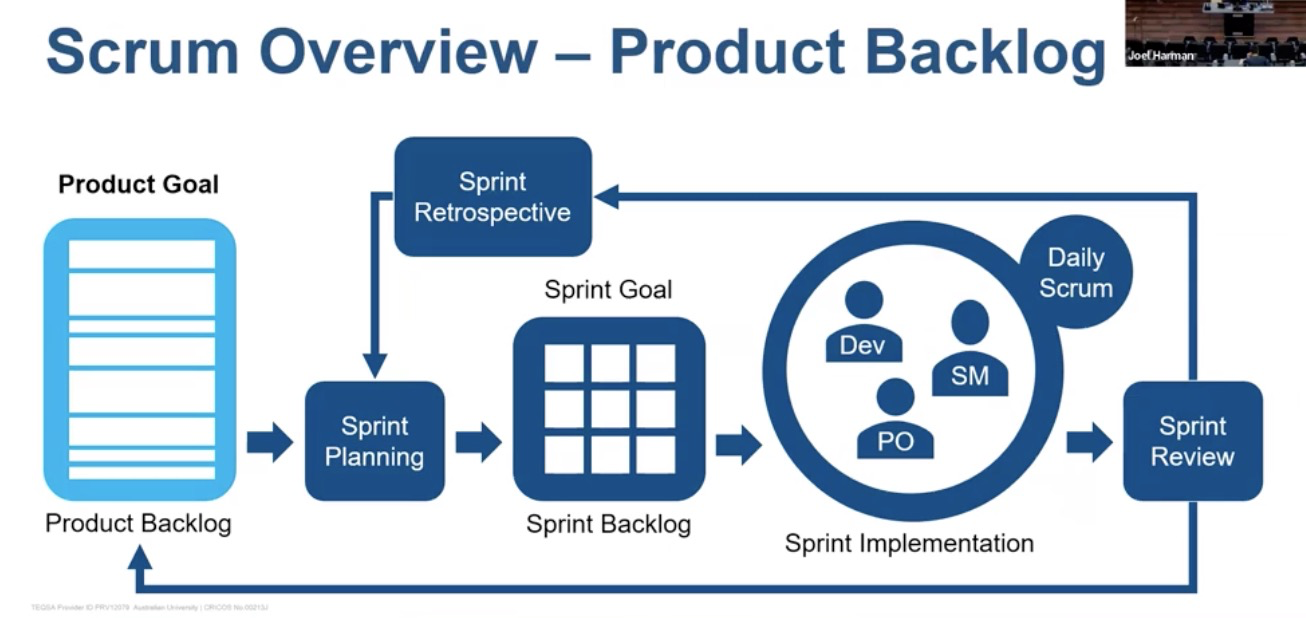 Scrum Overview – Product Backlog
Joel Harman
Product Goal
Sprint
Retrospective
Sprint Goal
Daily
Scrum
Dev
SM
PO
Sprint
Planning
Sprint
Review
Product Backlog
Sprint Backlog
Sprint Implementation
TEQSA Provider ID PRV12079 Australian University | CRICOS No.00213J